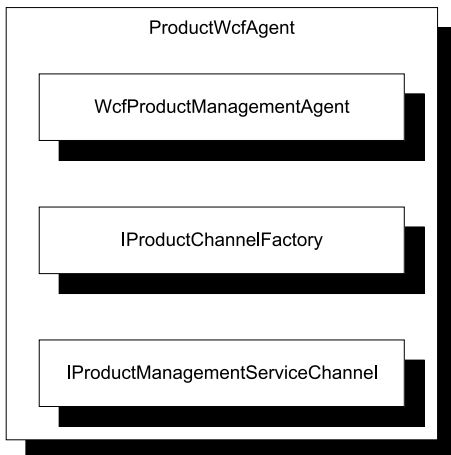 ProductWcfAgent
WcfProductManagementAgent
IProductChannelFactory
IProductManagementServiceChannel